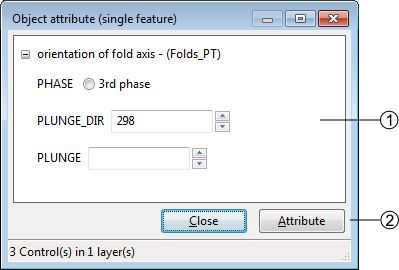 Object attribute (single feature)
orientation of fold axis - (Folds_PT)
PHASE 3rd phase
PLUNGE_DIR 298
1
PLUNGE
Close Attribute
2
3 Control(s) in 1 layer(s)